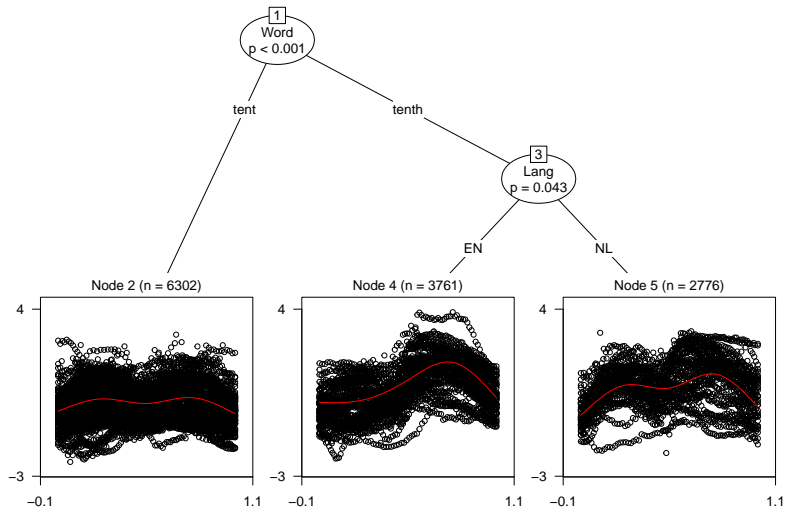 1
Word
p < 0.001
tent
tenth
3
Lang
p = 0.043
EN
NL
Node 2 (n = 6302)
Node 4 (n = 3761)
Node 5 (n = 2776)
4
4
4
−3
−3
−3
−0.1
1.1
−0.1
1.1
−0.1
1.1